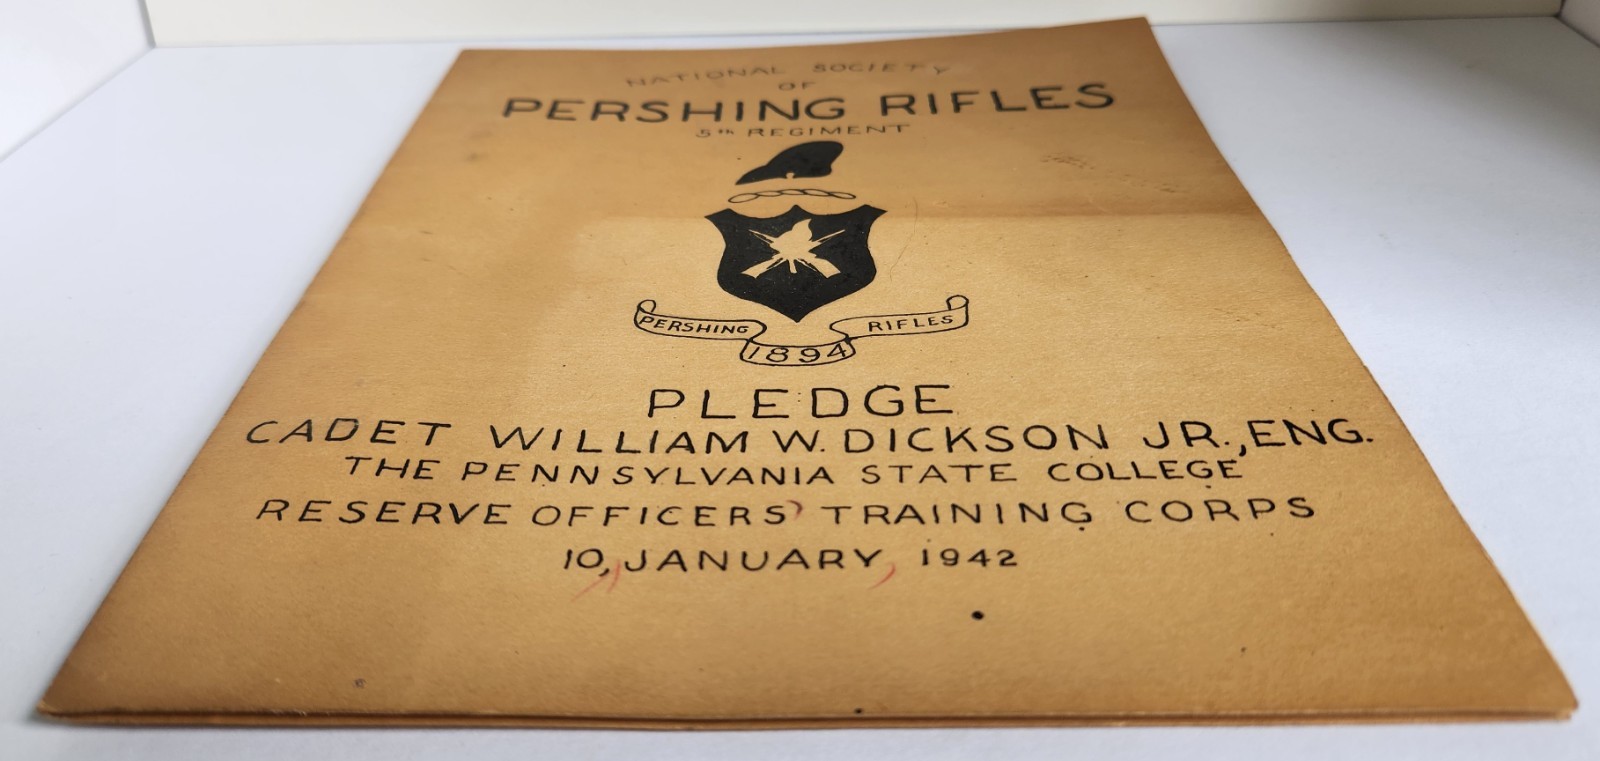 NATIONAL SOCIETY
OF
PERSHING RIFLES
5th REGIMENT
PERSHING RIFLES
1894
PLEDGE
CADET WILLIAM W. DICKSON JR., ENG.
THE PENNSYLVANIA STATE COLLEGE
RESERVE OFFICERS' TRAINING CORPS
10, JANUARY, 1942